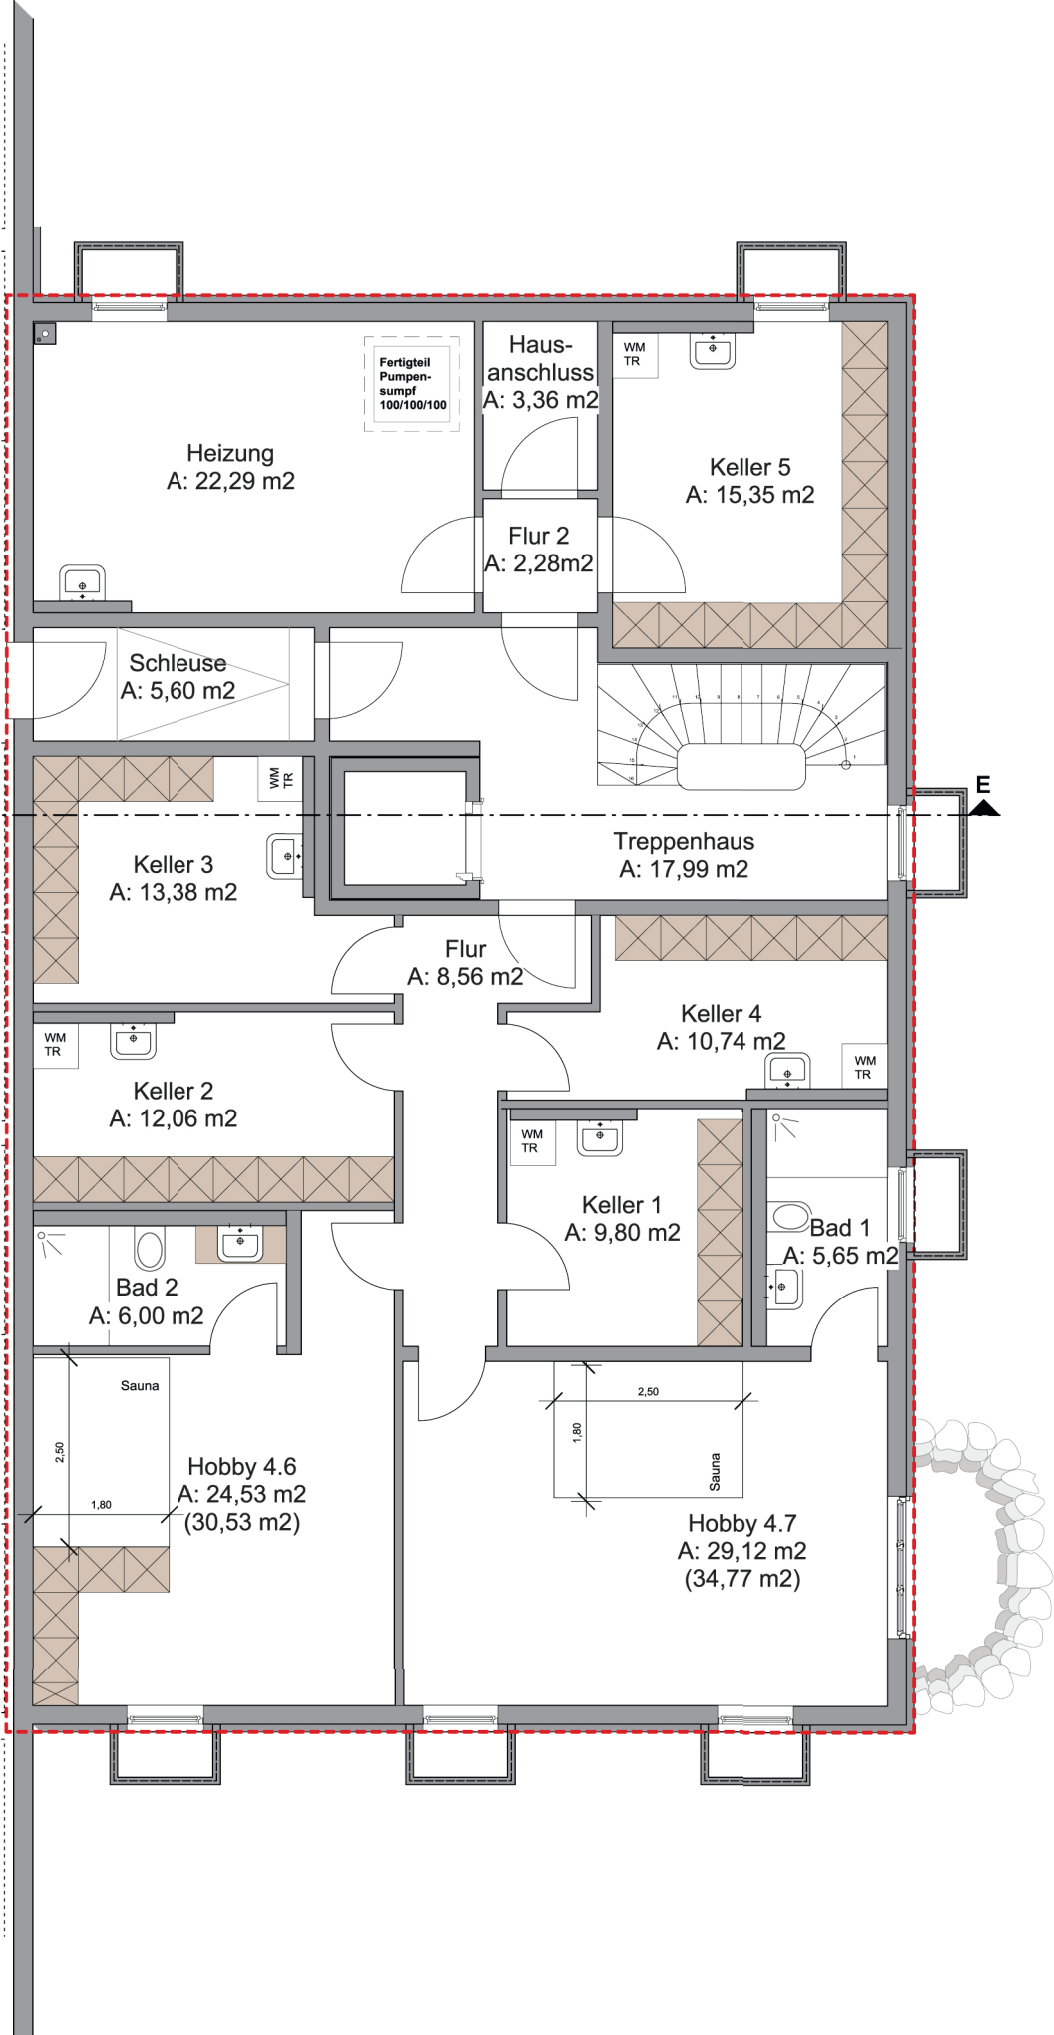 Fertigteil
Pumpen-
sumpf
100/100/100
Haus-
anschluss
A: 3,36 m2
WM
TR
Heizung
A: 22,29 m2
Keller 5
A: 15,35 m2
Flur 2
A: 2,28m2
Schleuse
A: 5,60 m2
WM
TR
E
Treppenhaus
A: 17,99 m2
Keller 3
A: 13,38 m2
Flur
A: 8,56 m2
Keller 4
A: 10,74 m2
WM
TR
WM
TR
Keller 2
A: 12,06 m2
WM
TR
Keller 1
A: 9,80 m2
Bad 1
A: 5,65 m2
Bad 2
A: 6,00 m2
Sauna
2,50
1,80
Hobby 4.6
A: 24,53 m2
(30,53 m2)
2,50
1,80
Sauna
Hobby 4.7
A: 29,12 m2
(34,77 m2)